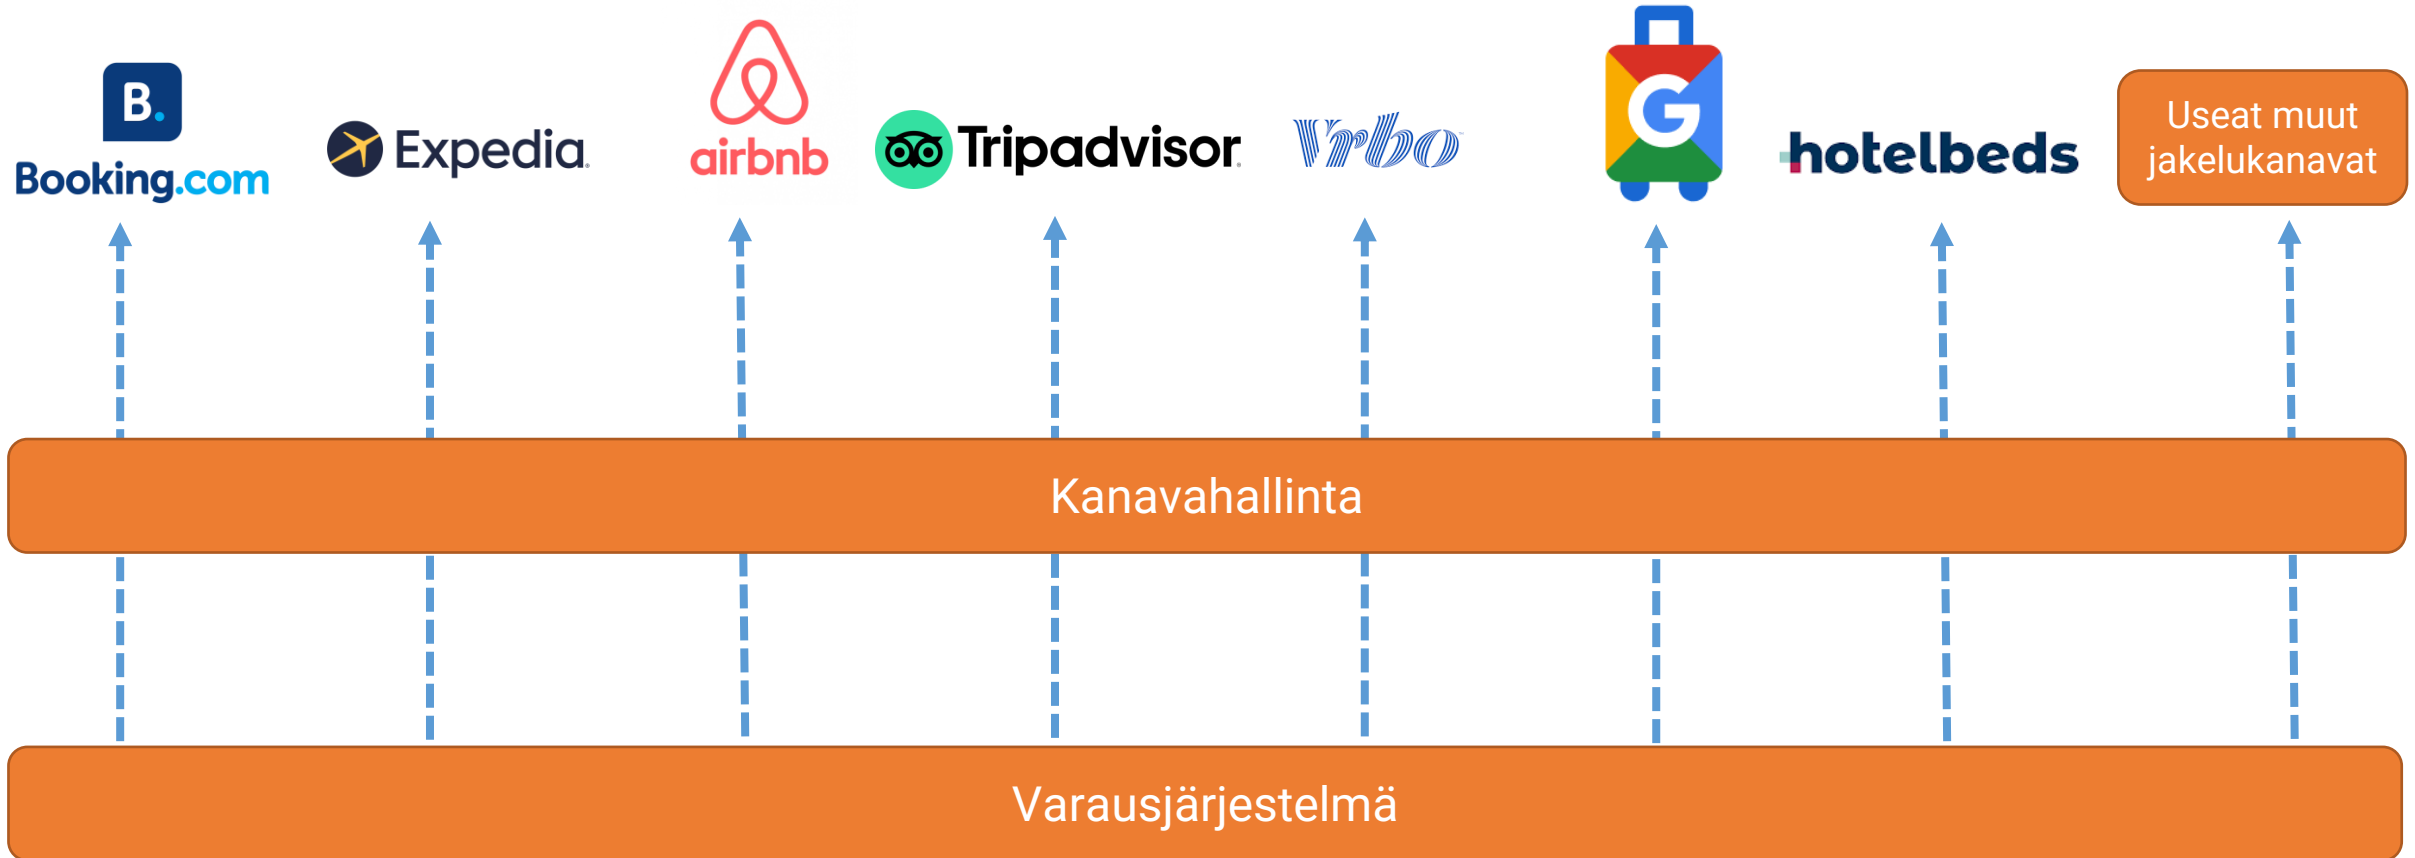 B.
Booking.com
Expedia
airbnb
Tripadvisor
Vrbo
G
hotelbeds
Useat muut
jakelukanavat
Kanavahallinta
Varausjärjestelmä